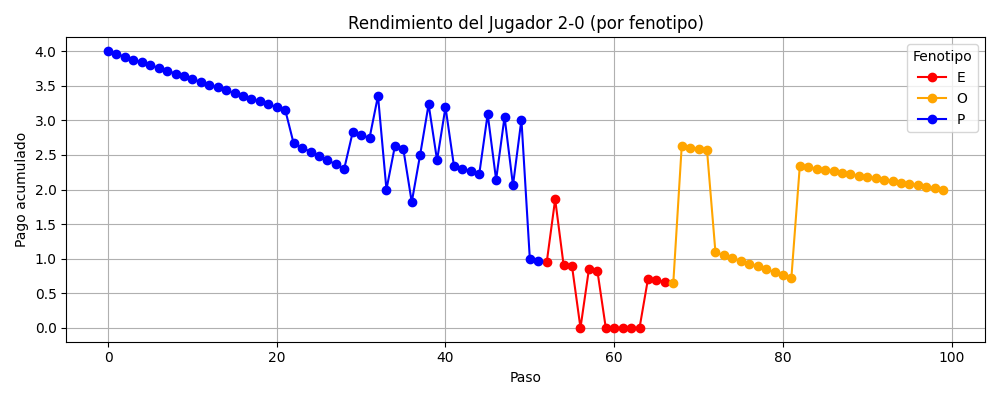 Rendimiento del Jugador 2-0 (por fenotipo)
Pago acumulado
4.0
3.5
3.0
2.5
2.0
1.5
1.0
0.5
0.0
Fenotipo
E
O
P
0 20 40 60 80 100
Paso